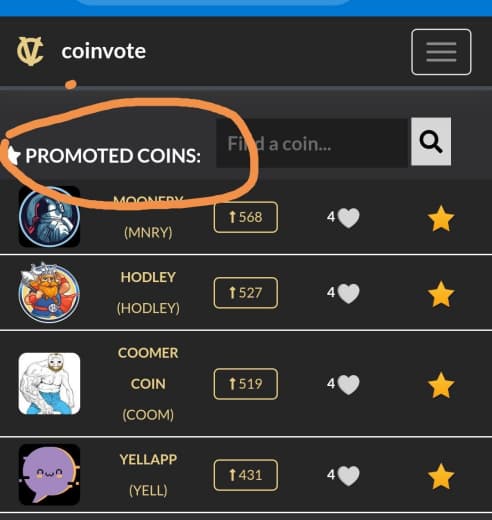 coinvote
★ PROMOTED COINS:
Find a coin...
MOONERY
(MNRY)
568
4
HODLEY
(HODLEY)
527
4
COOMER
COIN
(COOM)
519
4
YELLAPP
(YELL)
431
4